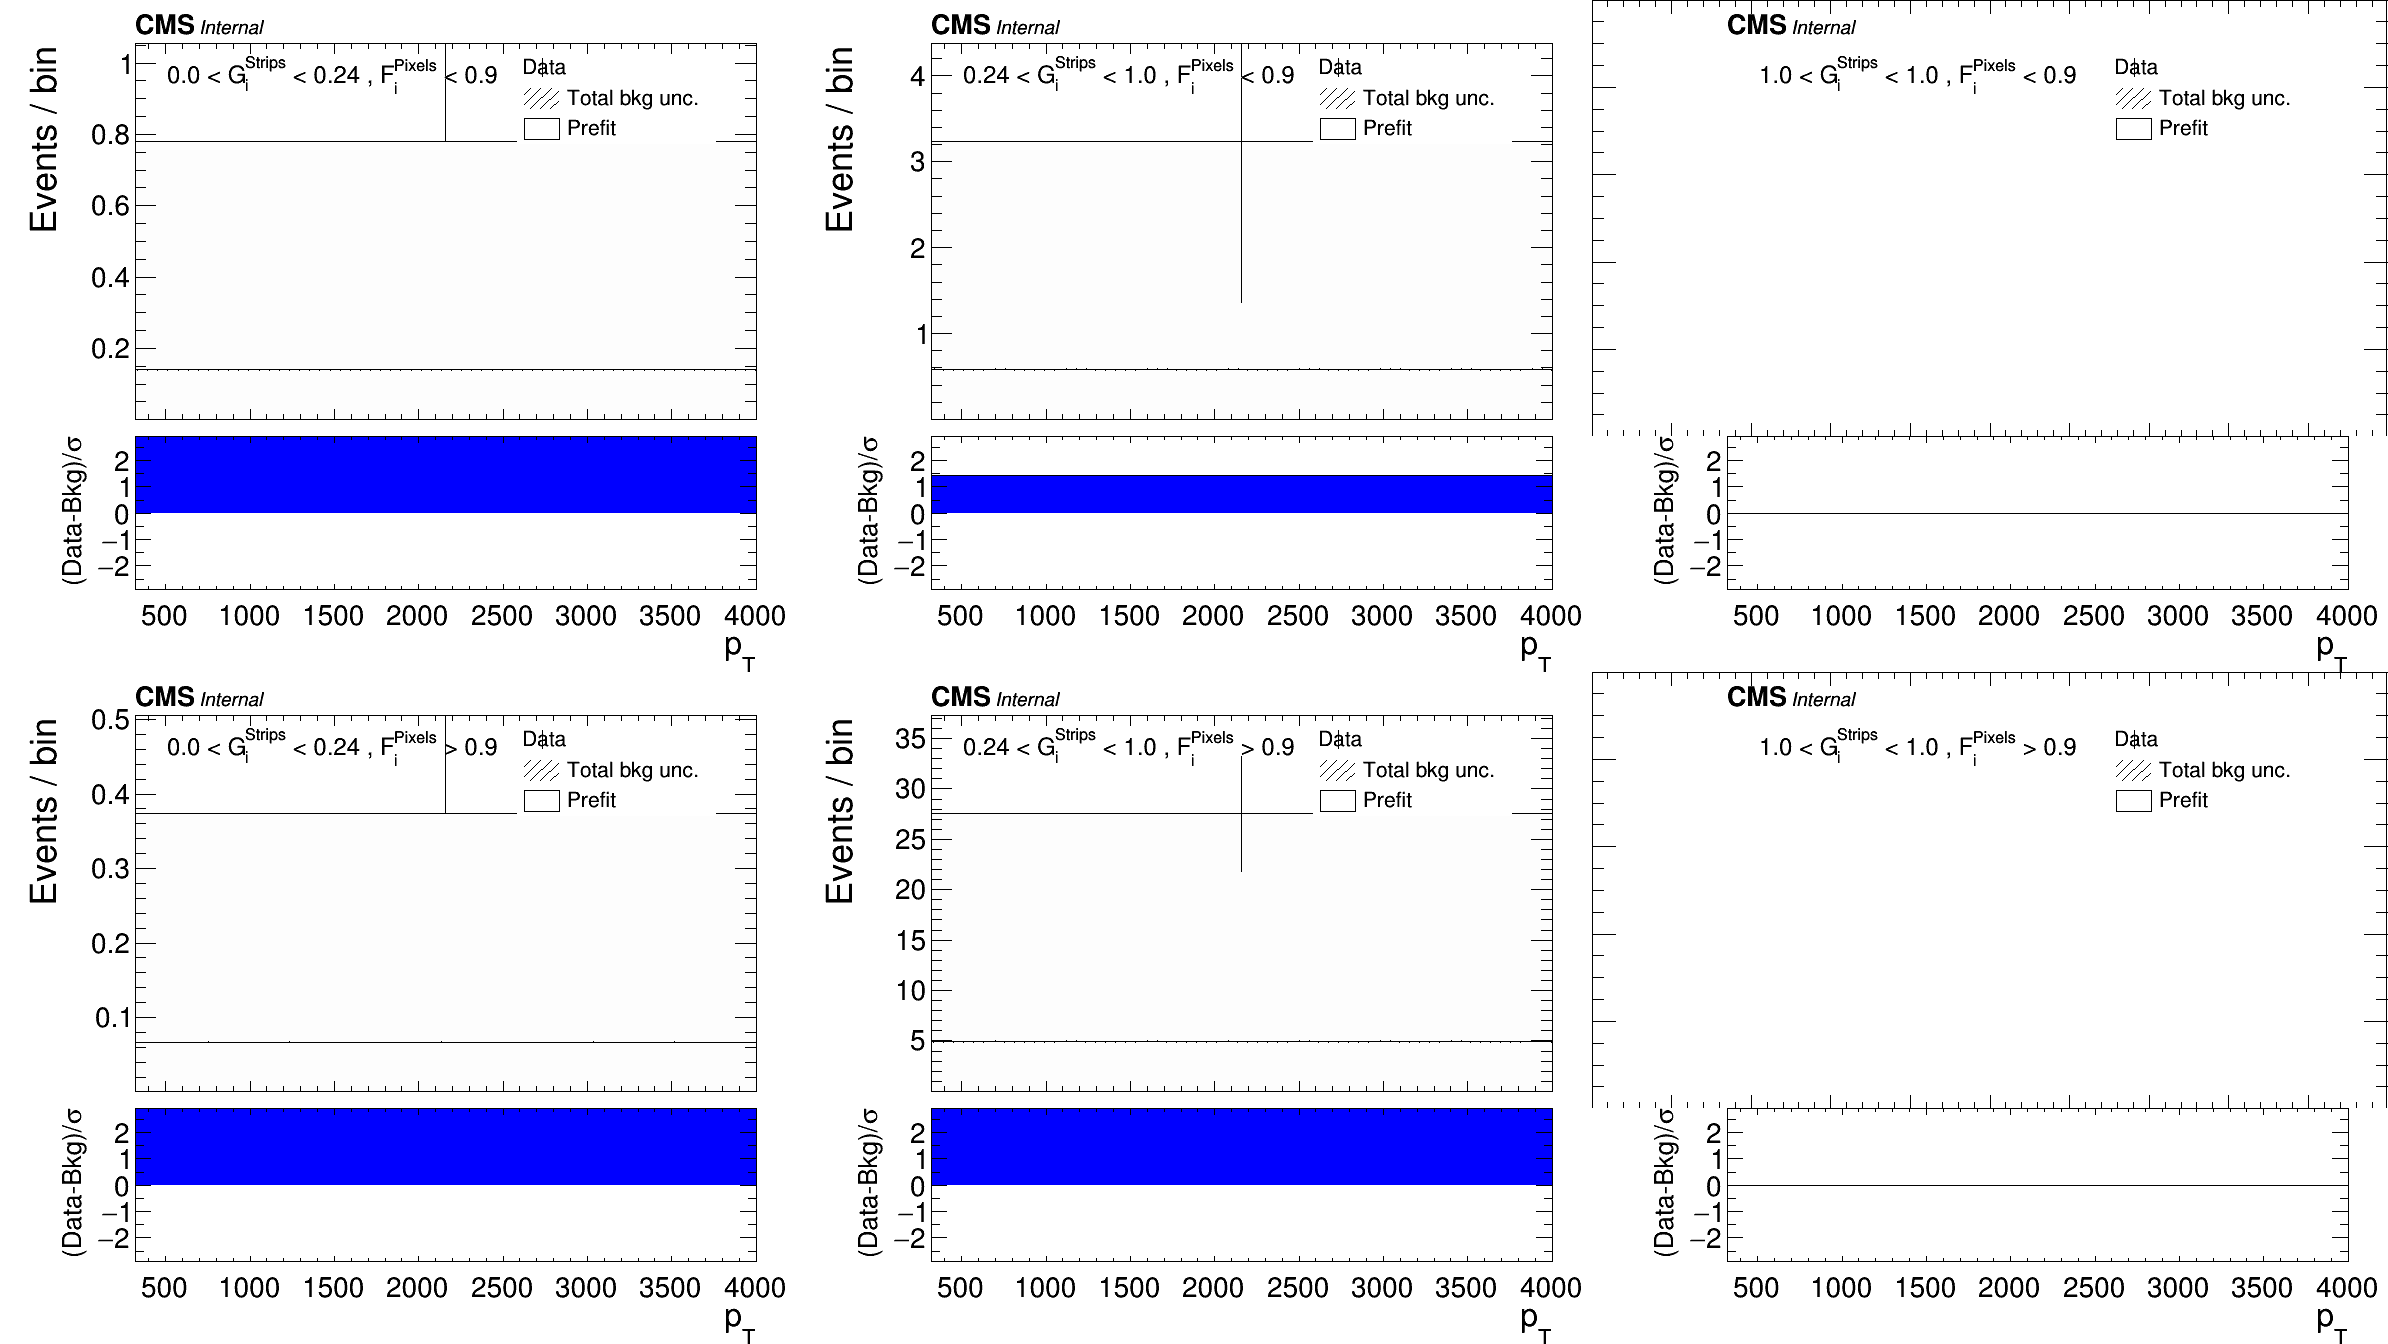 CMS Internal
Events / bin
0.0 < G_i^Strips < 0.24 , F_i^Pixels < 0.9
Data
Total bkg unc.
Prefit
1
0.8
0.6
0.4
0.2
(Data-Bkg)/σ
2
1
0
−1
−2
500 1000 1500 2000 2500 3000 3500 4000
p_T
CMS Internal
Events / bin
0.24 < G_i^Strips < 1.0 , F_i^Pixels < 0.9
Data
Total bkg unc.
Prefit
4
3
2
1
(Data-Bkg)/σ
2
1
0
−1
−2
500 1000 1500 2000 2500 3000 3500 4000
p_T
CMS Internal
1.0 < G_i^Strips < 1.0 , F_i^Pixels < 0.9
Data
Total bkg unc.
Prefit
(Data-Bkg)/σ
2
1
0
−1
−2
500 1000 1500 2000 2500 3000 3500 4000
p_T
CMS Internal
Events / bin
0.0 < G_i^Strips < 0.24 , F_i^Pixels > 0.9
Data
Total bkg unc.
Prefit
0.5
0.4
0.3
0.2
0.1
(Data-Bkg)/σ
2
1
0
−1
−2
500 1000 1500 2000 2500 3000 3500 4000
p_T
CMS Internal
Events / bin
0.24 < G_i^Strips < 1.0 , F_i^Pixels > 0.9
Data
Total bkg unc.
Prefit
35
30
25
20
15
10
5
(Data-Bkg)/σ
2
1
0
−1
−2
500 1000 1500 2000 2500 3000 3500 4000
p_T
CMS Internal
1.0 < G_i^Strips < 1.0 , F_i^Pixels > 0.9
Data
Total bkg unc.
Prefit
(Data-Bkg)/σ
2
1
0
−1
−2
500 1000 1500 2000 2500 3000 3500 4000
p_T